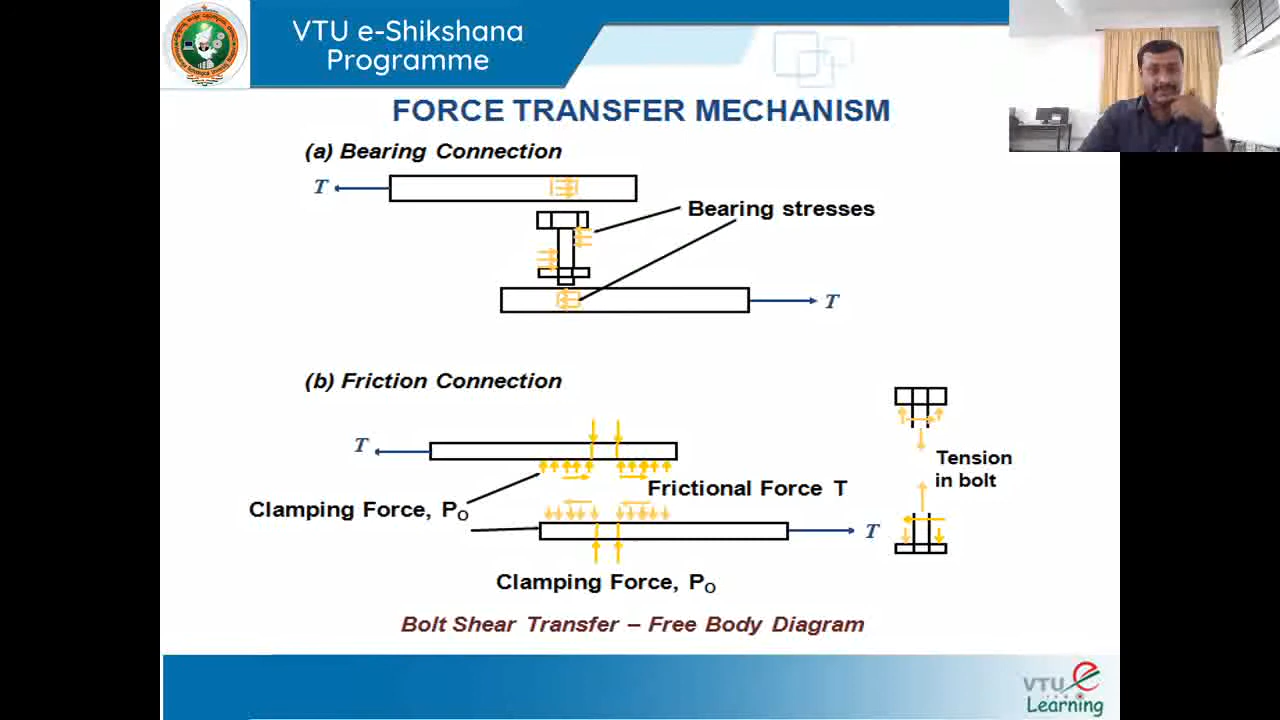 VTU e-Shikshana
Programme
FORCE TRANSFER MECHANISM
(a) Bearing Connection
T
Bearing stresses
T
(b) Friction Connection
T
Tension
in bolt
Frictional Force T
Clamping Force, PO
T
Clamping Force, PO
Bolt Shear Transfer – Free Body Diagram
VTU e
Learning